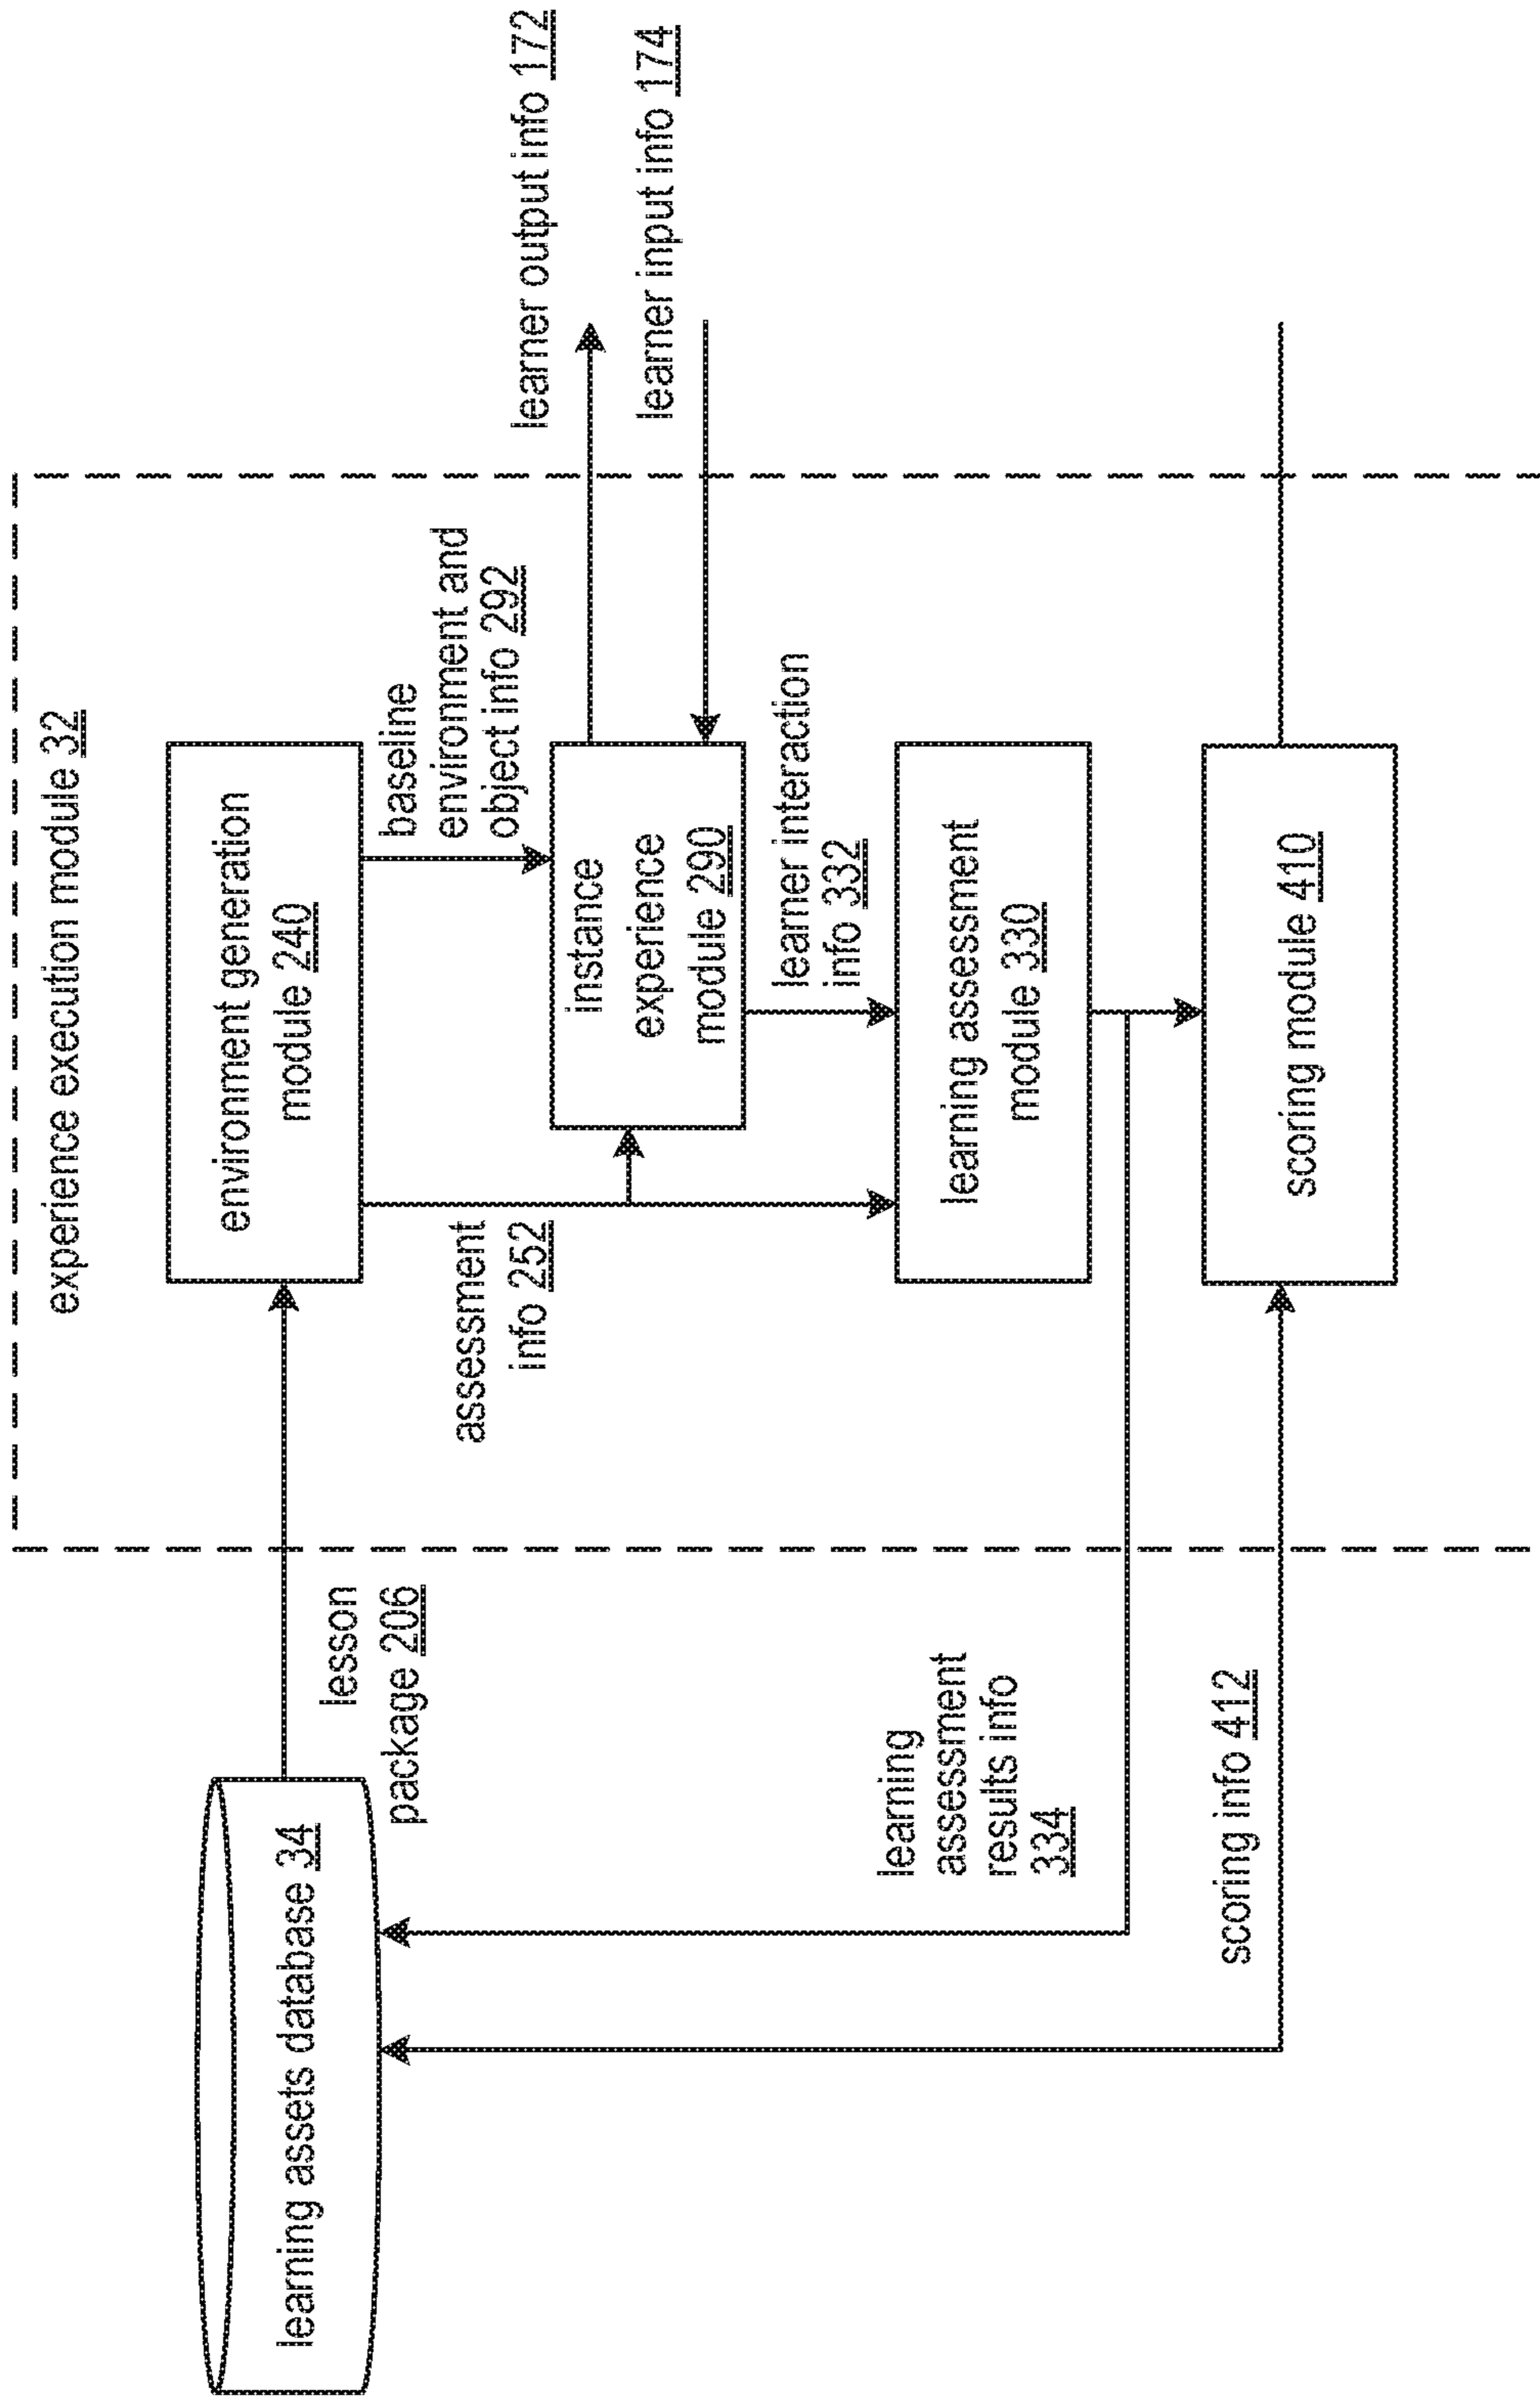 experience execution module 32
learning assets database 34
lesson
package 206
environment generation
module 240
assessment
info 252
baseline
environment and
object info 292
instance
experience
module 290
learner output info 172
learner input info 174
learner interaction
info 332
learning assessment
module 330
learning
assessment
results info
334
scoring info 412
scoring module 410